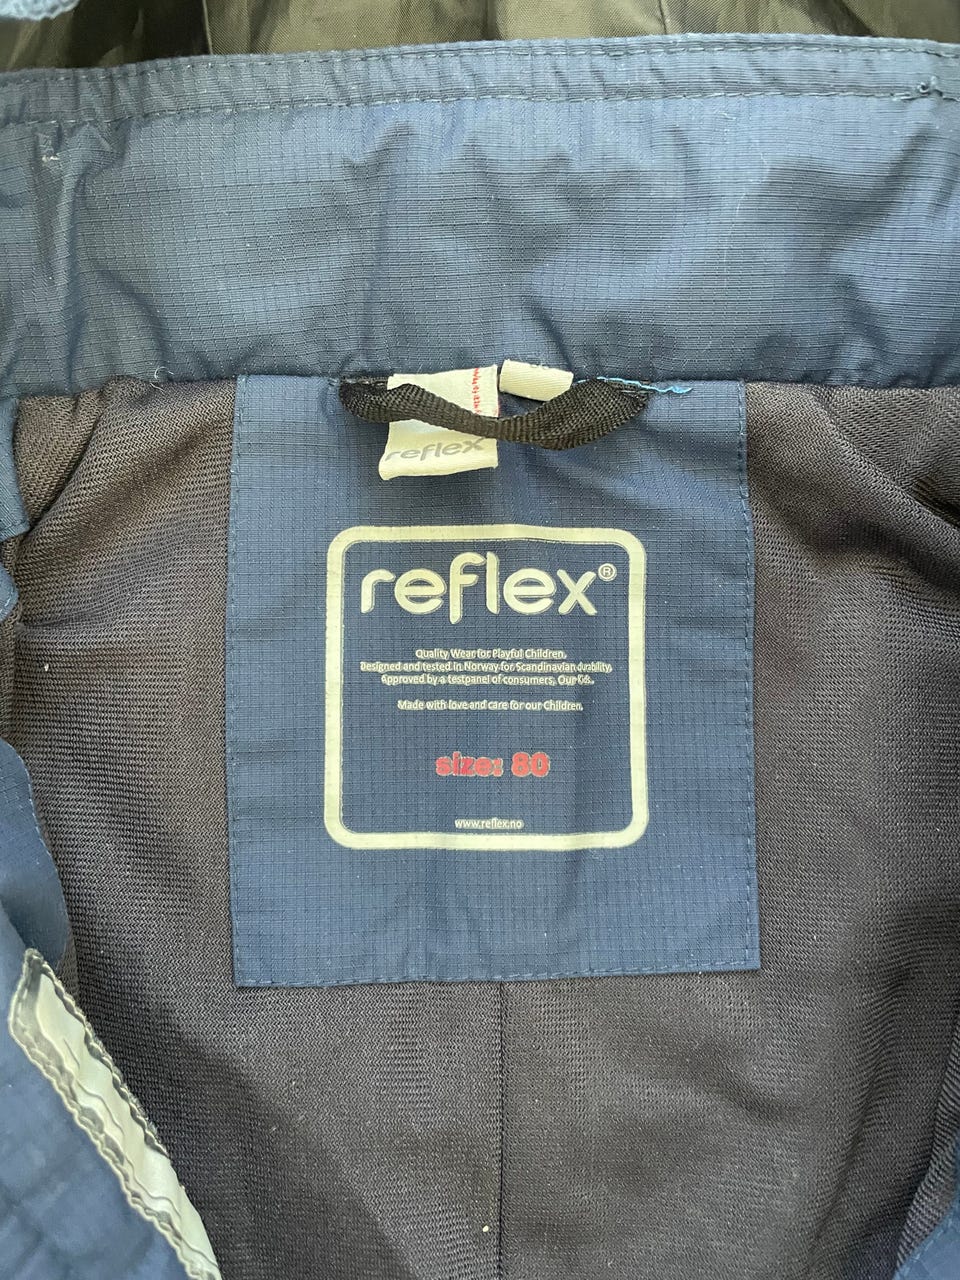 reflex
reflex®
Quality Wear for Playful Children.
Designed and tested in Norway for Scandinavian durability.
Approved by a testpanel of consumers, Our Kids.
Made with love and care for our Children.
size: 80
www.reflex.no